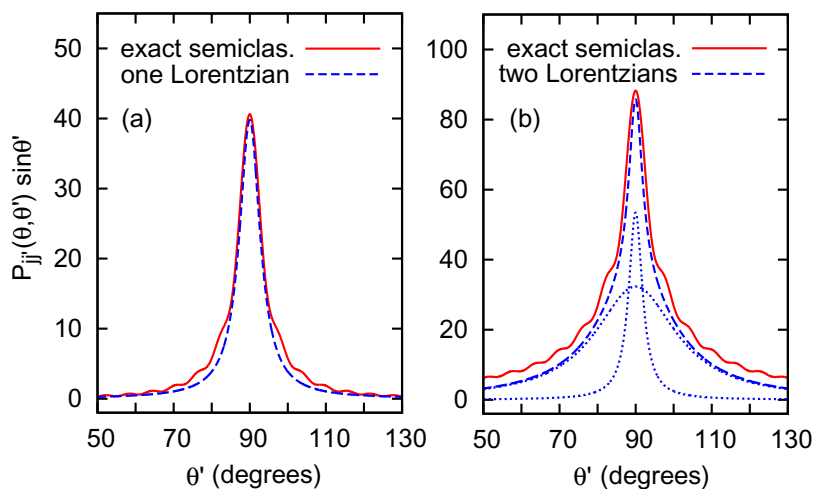 50
40
30
20
10
0
P_jj'(θ,θ') sinθ'
exact semiclas.
one Lorentzian
(a)
50 70 90 110 130
θ' (degrees)
100
80
60
40
20
0
exact semiclas.
two Lorentzians
(b)
50 70 90 110 130
θ' (degrees)